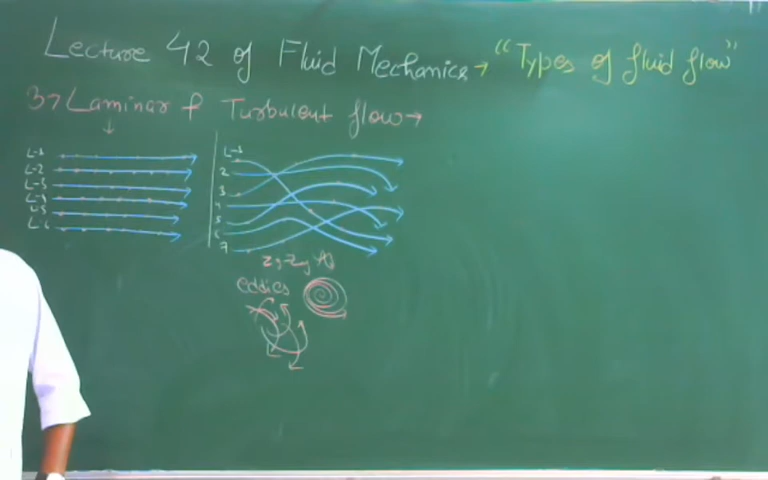 Lecture 42 of Fluid Mechanics → "Types of fluid flow"
3→ Laminar & Turbulent flow →
L-1
L-2
L-3
L-4
L-5
L-6
L-1
2
3
4
5
6
7
eddies